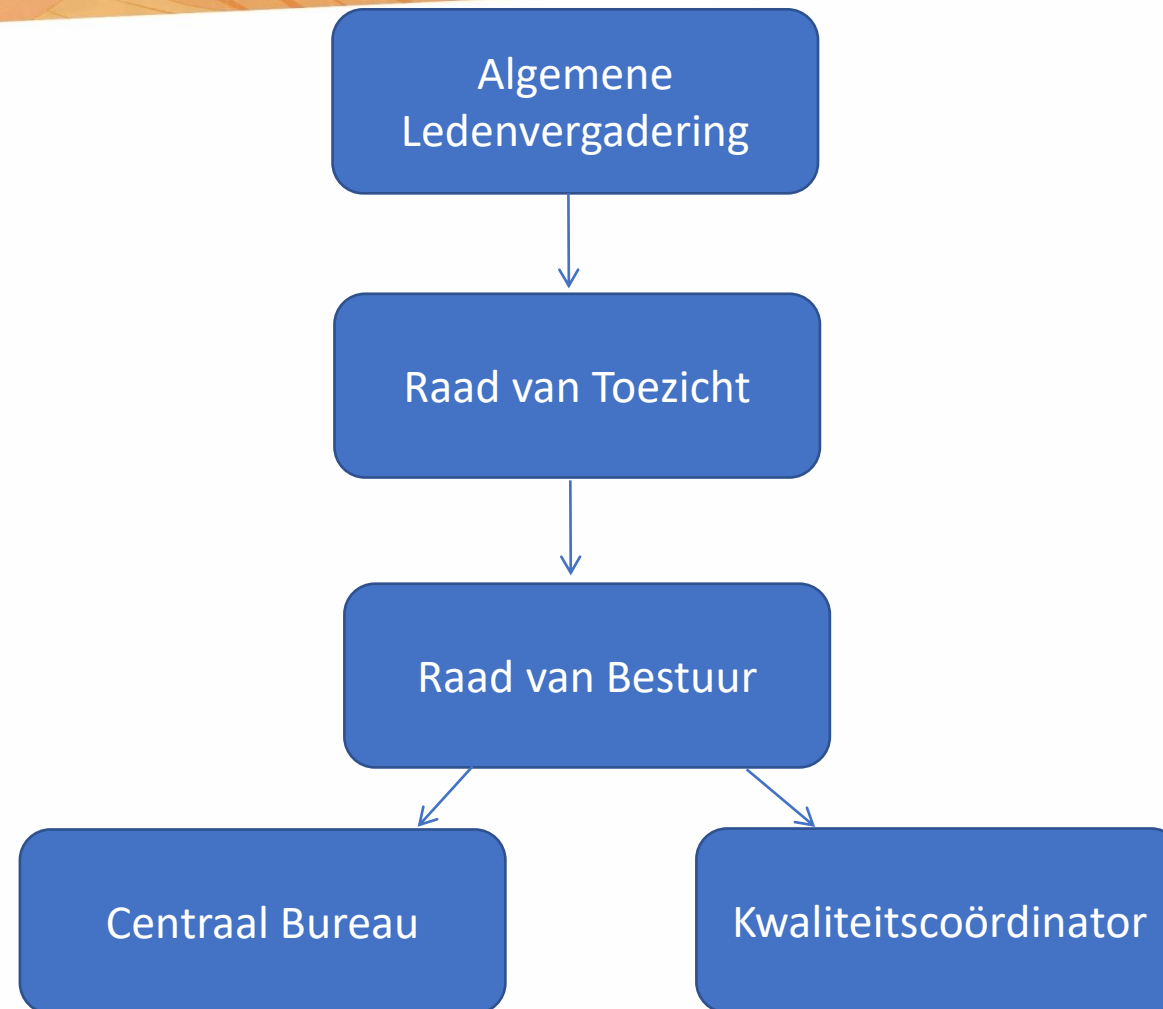 Algemene
Ledenvergadering
Raad van Toezicht
Raad van Bestuur
Centraal Bureau
Kwaliteitscoördinator